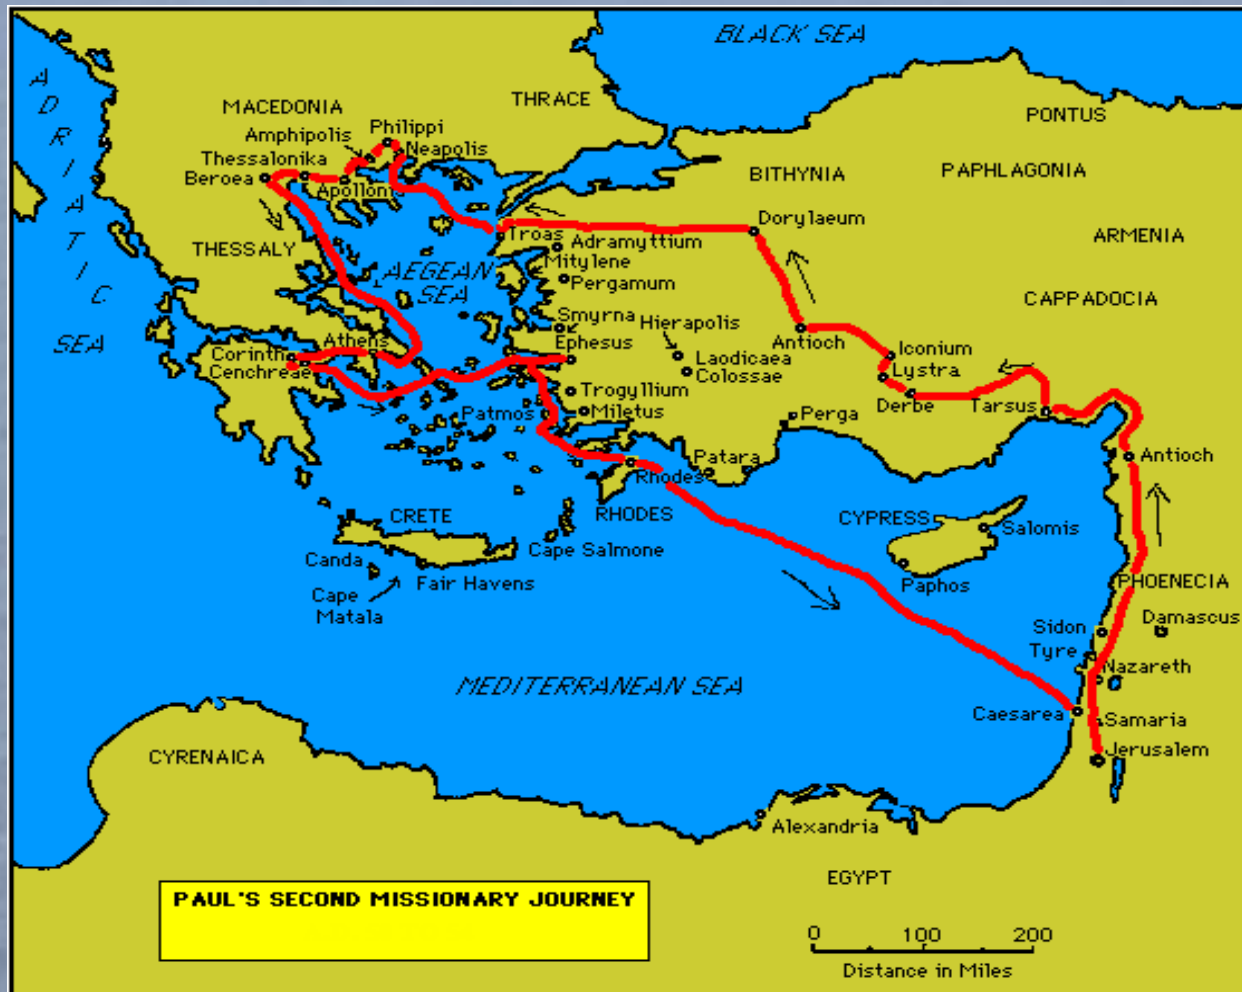 BLACK SEA
ADRIATIC
SEA
MACEDONIA
THRACE
PONTUS
Amphipolis
Philippi
Neapolis
Thessalonika
Beroea
Apollonia
BITHYNIA
PAPHLAGONIA
Dorylaeum
THESSALY
Troas
Adramyttium
ARMENIA
Mitylene
AEGEAN
SEA
Pergamum
CAPPADOCIA
Smyrna
Hierapolis
Athens
Ephesus
Antioch
Iconium
Corinth
Cenchreae
Laodicaea
Colossae
Lystra
Trogyllium
Derbe
Tarsus
Patmos
Miletus
Perga
Patara
Antioch
Rhodes
RHODES
CRETE
CYPRESS
Salomis
Cape Salmone
Canda
Fair Havens
Paphos
Cape
Matala
PHOENECIA
Sidon
Damascus
Tyre
Nazareth
MEDITERRANEAN SEA
Caesarea
Samaria
Jerusalem
CYRENAICA
Alexandria
EGYPT
PAUL'S SECOND MISSIONARY JOURNEY
0 100 200
Distance in Miles